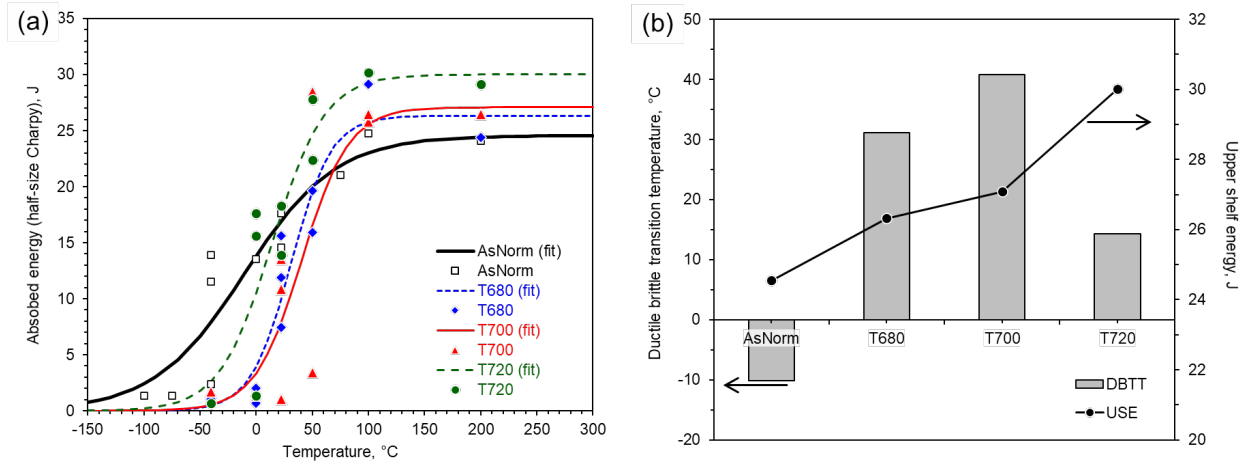 (a)
35
30
25
20
15
10
5
0
Absobed energy (half-size Charpy), J
-150 -100 -50 0 50 100 150 200 250 300
Temperature, °C
AsNorm (fit)
AsNorm
T680 (fit)
T680
T700 (fit)
T700
T720 (fit)
T720
(b)
50
40
30
20
10
0
-10
-20
Ductile brittle transition temperature, °C
AsNorm T680 T700 T720
DBTT
USE
32
30
28
26
24
22
20
Upper shelf
energy, J